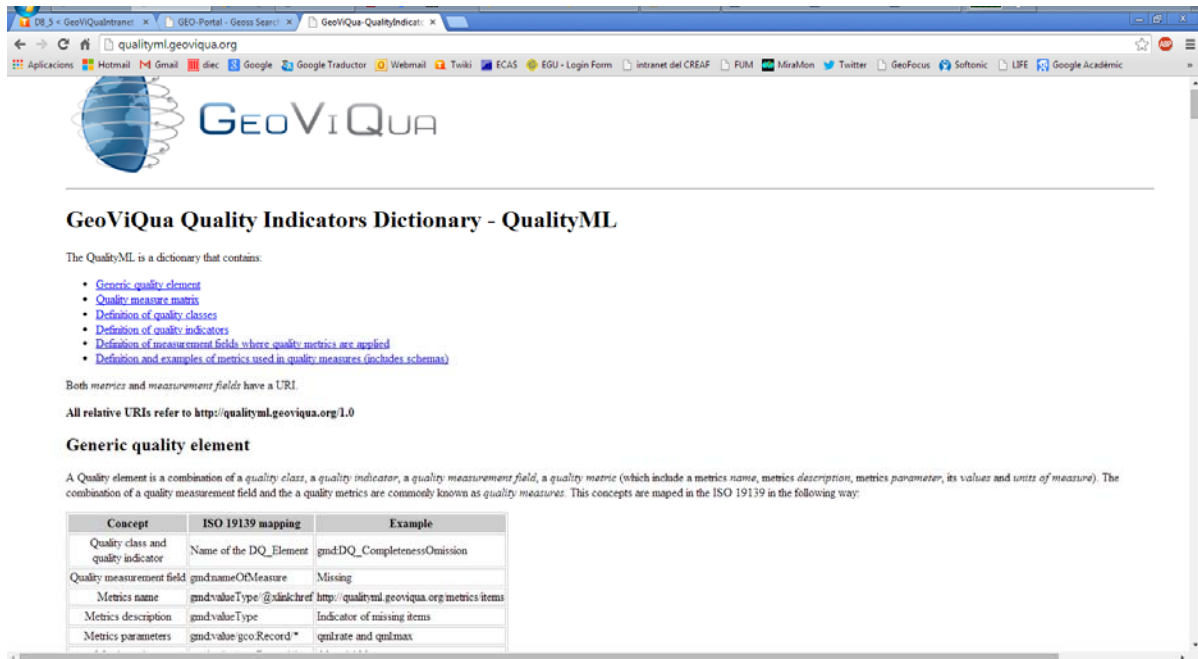 D8_5 < GeoViQuaIntranet
GEO-Portal - Geoss Search
GeoViQua-QualityIndicato
qualityml.geoviqua.org
Aplicacions Hotmail Gmail diec Google Google Traductor Webmail Twiki ECAS EGU - Login Form intranet del CREAF FUM MiraMon Twitter GeoFocus Softonic LIFE Google Académic »
GEOVIQUA
GeoViQua Quality Indicators Dictionary - QualityML
The QualityML is a dictionary that contains:
• Generic quality element
• Quality measure matrix
• Definition of quality classes
• Definition of quality indicators
• Definition of measurement fields where quality metrics are applied
• Definition and examples of metrics used in quality measures (includes schemas)
Both metrics and measurement fields have a URI.
All relative URIs refer to http://qualityml.geoviqua.org/1.0
Generic quality element
A Quality element is a combination of a quality class, a quality indicator, a quality measurement field, a quality metric (which include a metrics name, metrics description, metrics parameter, its values and units of measure). The
combination of a quality measurement field and the a quality metrics are commonly known as quality measures. This concepts are maped in the ISO 19139 in the following way:
Concept ISO 19139 mapping Example
Quality class and
quality indicator Name of the DQ_Element gmd:DQ_CompletenessOmission
Quality measurement field gmd:nameOfMeasure Missing
Metrics name gmd:valueType/@xlink:href http://qualityml.geoviqua.org/metrics/items
Metrics description gmd:valueType Indicator of missing items
Metrics parameters gmd:value/gco:Record/* qml:rate and qml:max